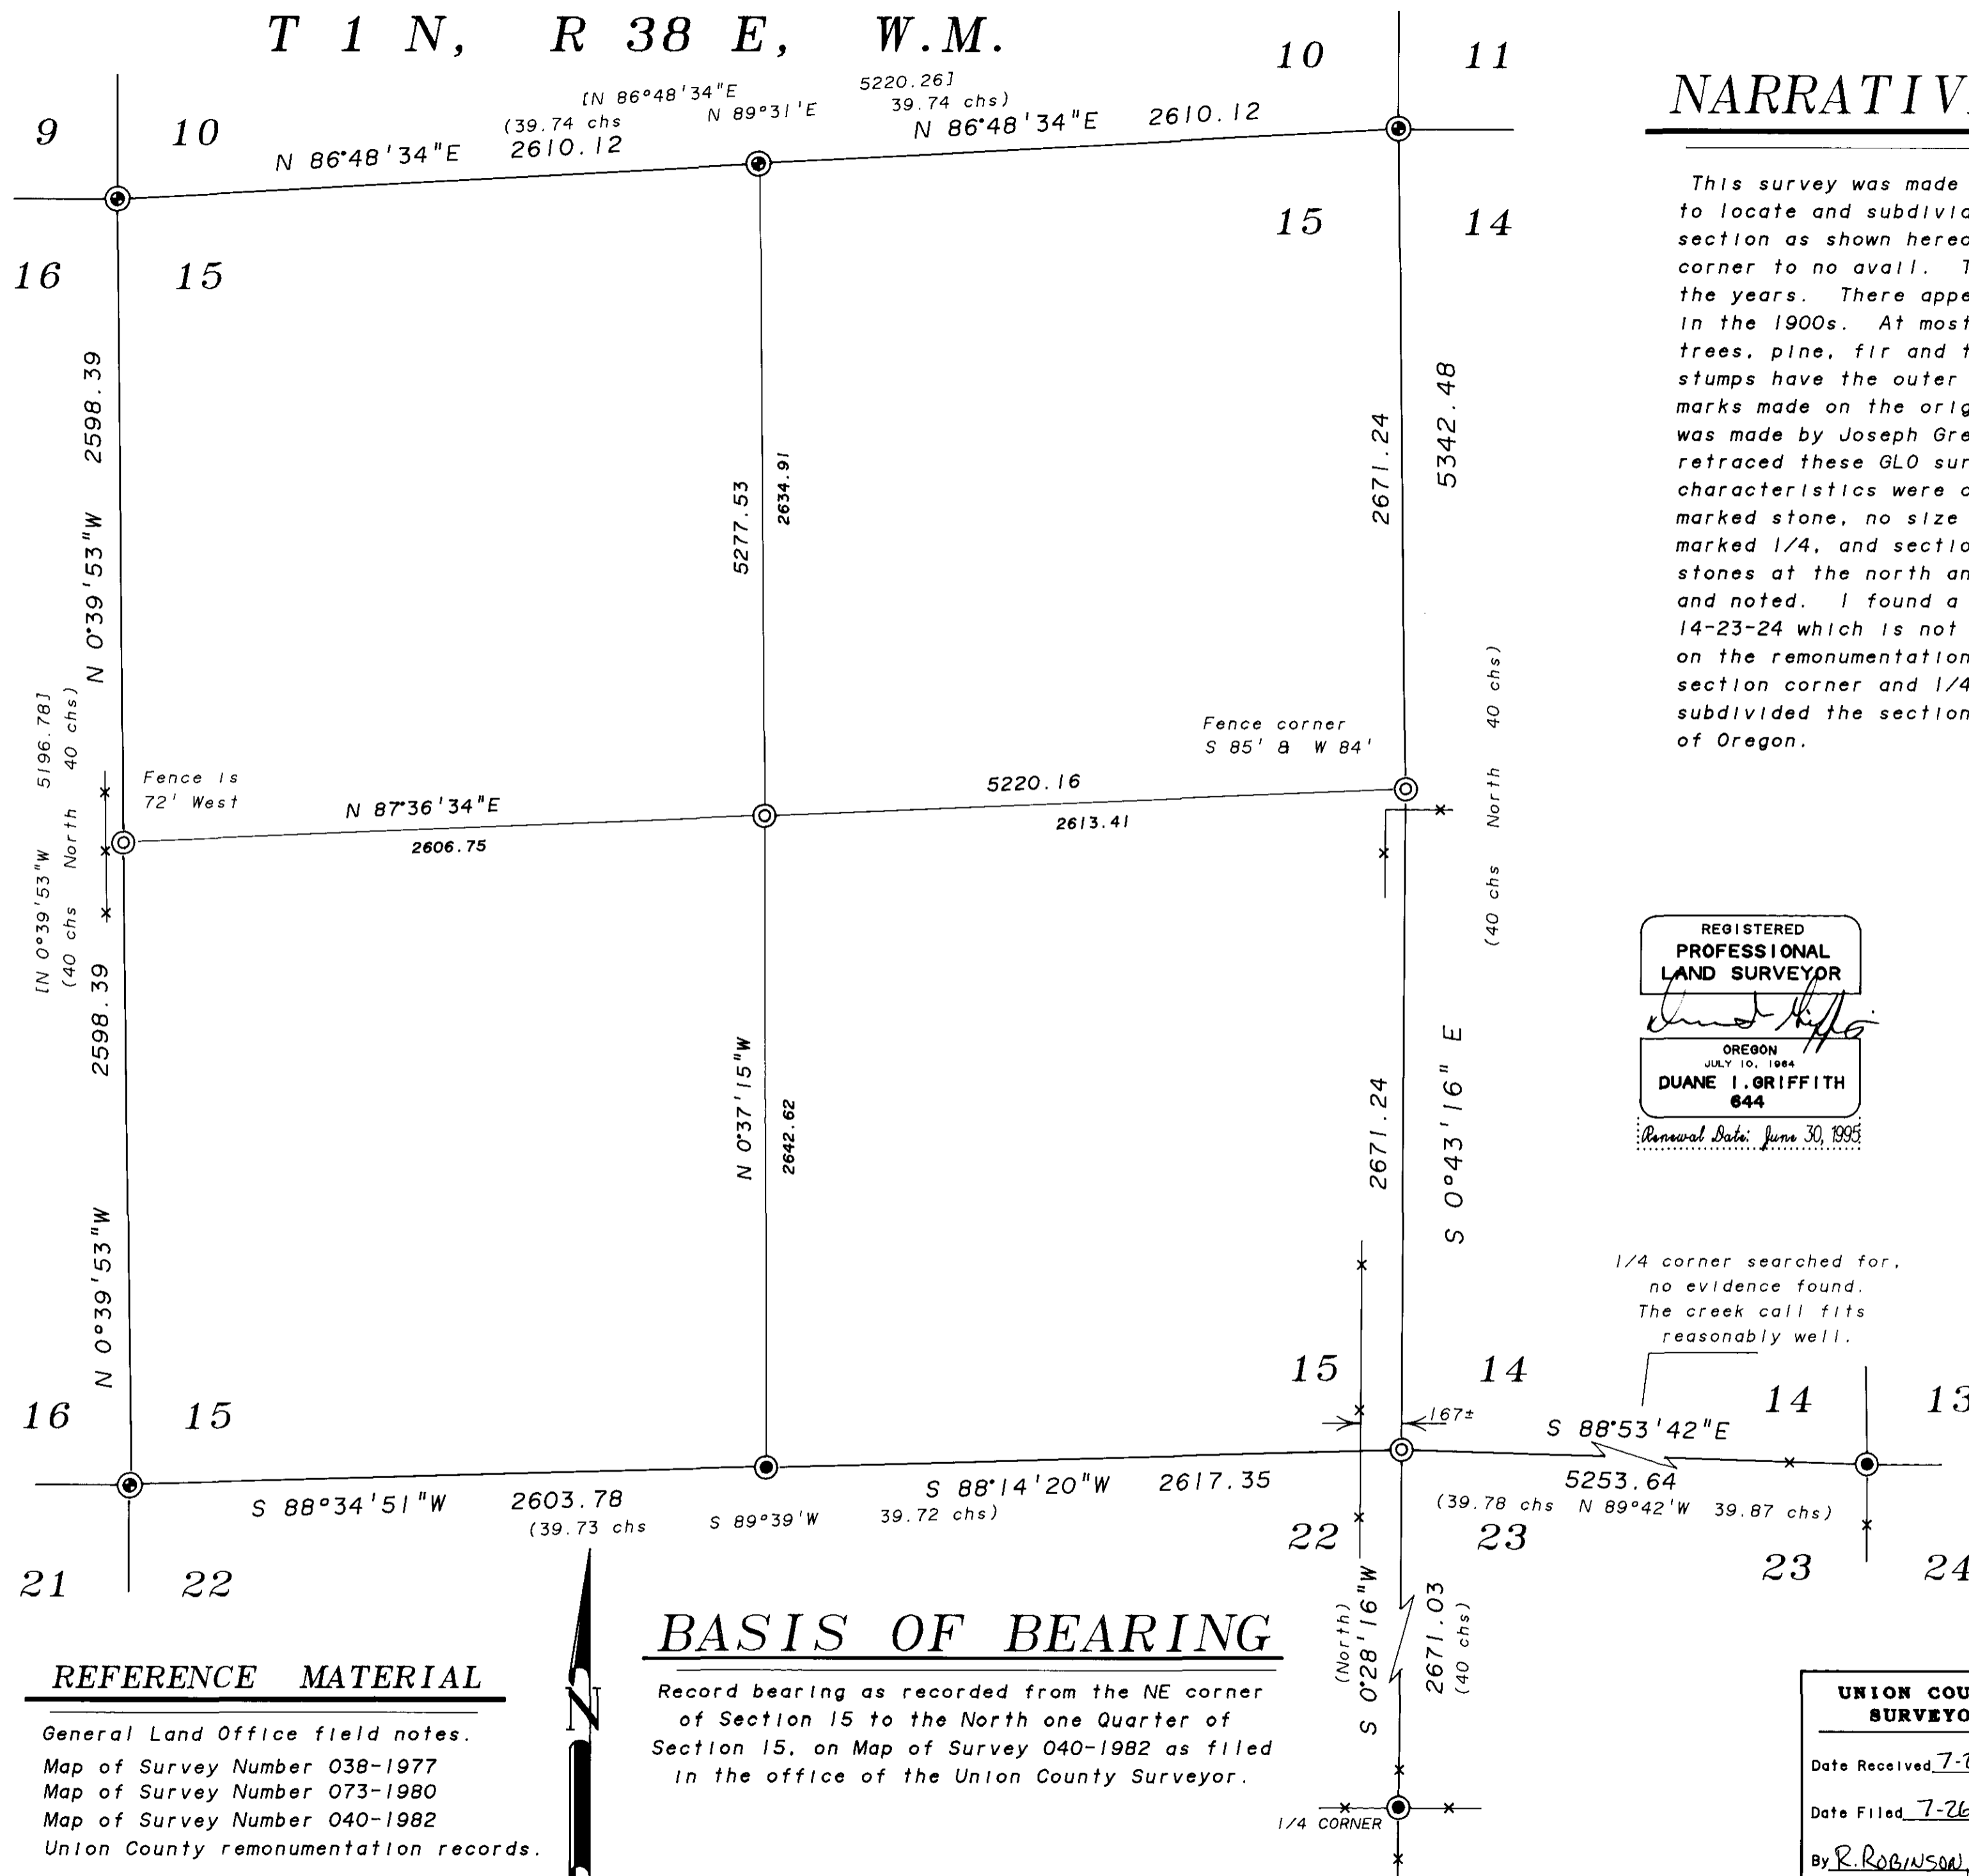 T 1 N, R 38 E, W.M.
10 11
[N 86°48'34"E 5220.26]
(39.74 chs N 89°31'E 39.74 chs)
9 10
N 86°48'34"E 2610.12
N 86°48'34"E 2610.12
16 15
15 14
N 0°39'53"W 2598.39
[N 0°39'53"W 5196.78]
(40 chs North 40 chs)
2598.39
N 0°39'53"W
Fence is
72' West
5277.53
2634.91
N 0°37'15"W
2642.62
N 87°36'34"E
2606.75
5220.16
2613.41
Fence corner
S 85' & W 84'
2671.24
5342.48
(40 chs North 40 chs)
2671.24
S 0°43'16" E
16 15
21 22
S 88°34'51"W 2603.78
(39.73 chs S 89°39'W 39.72 chs)
S 88°14'20"W 2617.35
15 14
167±
22 23
1/4 corner searched for,
no evidence found.
The creek call fits
reasonably well.
S 88°53'42"E
5253.64
(39.78 chs N 89°42'W 39.87 chs)
14 13
23 24
(North)
S 0°28'16"W
2671.03
(40 chs)
1/4 CORNER
NARRATIV
This survey was made
to locate and subdivid
section as shown hereo
corner to no avail. T
the years. There appe
in the 1900s. At most
trees, pine, fir and t
stumps have the outer
marks made on the orig
was made by Joseph Gre
retraced these GLO sur
characteristics were c
marked stone, no size
marked 1/4, and sectio
stones at the north an
and noted. I found a
14-23-24 which is not
on the remonumentation
section corner and 1/4
subdivided the section
of Oregon.
REGISTERED
PROFESSIONAL
LAND SURVEYOR
OREGON
JULY 10, 1964
DUANE I. GRIFFITH
644
Renewal Date: June 30, 1995
REFERENCE MATERIAL
General Land Office field notes.
Map of Survey Number 038-1977
Map of Survey Number 073-1980
Map of Survey Number 040-1982
Union County remonumentation records.
N
BASIS OF BEARING
Record bearing as recorded from the NE corner
of Section 15 to the North one Quarter of
Section 15, on Map of Survey 040-1982 as filed
in the office of the Union County Surveyor.
UNION COU
SURVEYO
Date Received 7-2
Date Filed 7-26
By R. ROBINSON